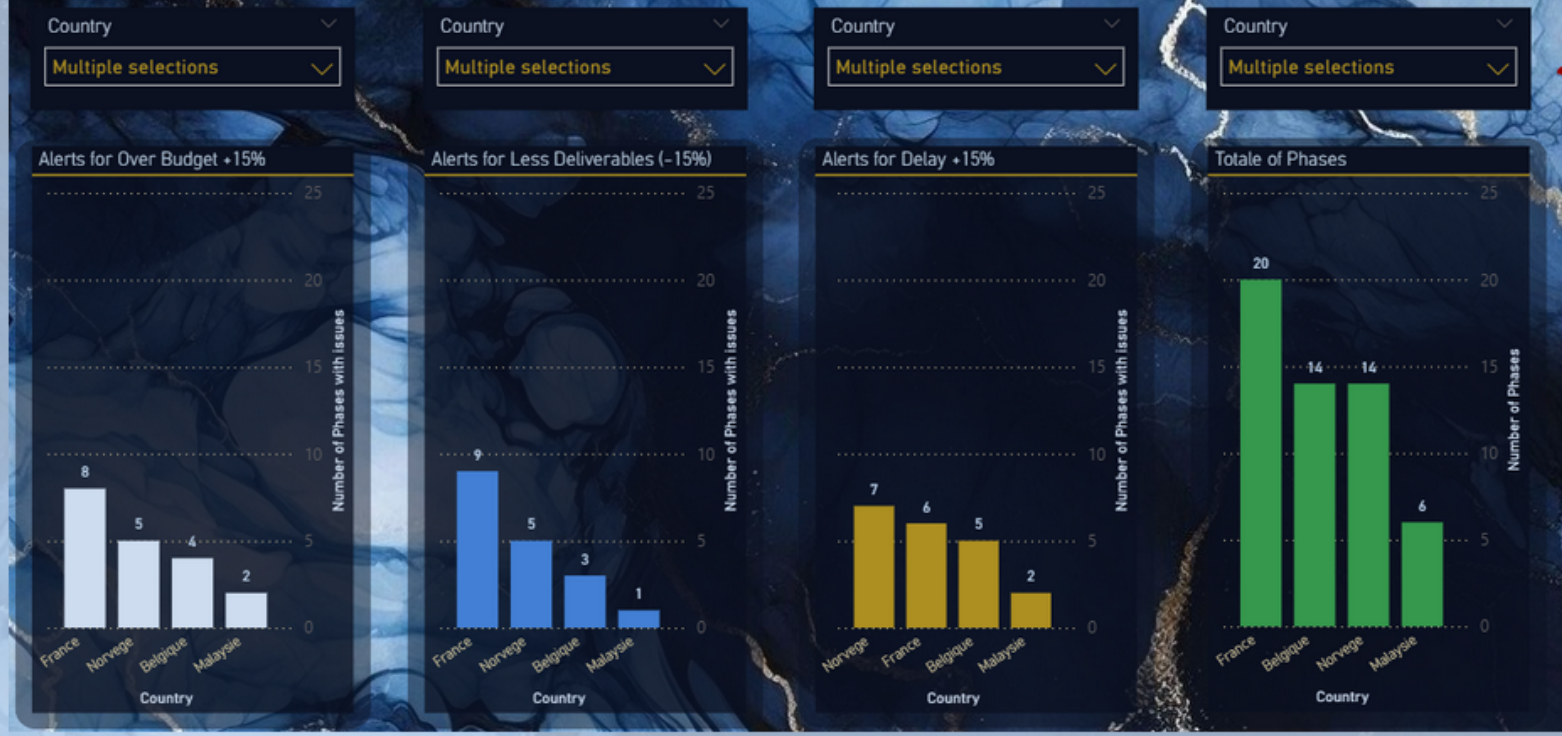 Country
Multiple selections
Country
Multiple selections
Country
Multiple selections
Country
Multiple selections
Alerts for Over Budget +15%
25
20
15
10
5
0
Number of Phases with issues
8
5
4
2
France
Norvege
Belgique
Malaysie
Country
Alerts for Less Deliverables (-15%)
25
20
15
10
5
0
Number of Phases with issues
9
5
3
1
France
Norvege
Belgique
Malaysie
Country
Alerts for Delay +15%
25
20
15
10
5
0
Number of Phases with issues
7
6
5
2
Norvege
France
Belgique
Malaysie
Country
Totale of Phases
25
20
15
10
5
0
Number of Phases
20
14
14
6
France
Belgique
Norvege
Malaysie
Country